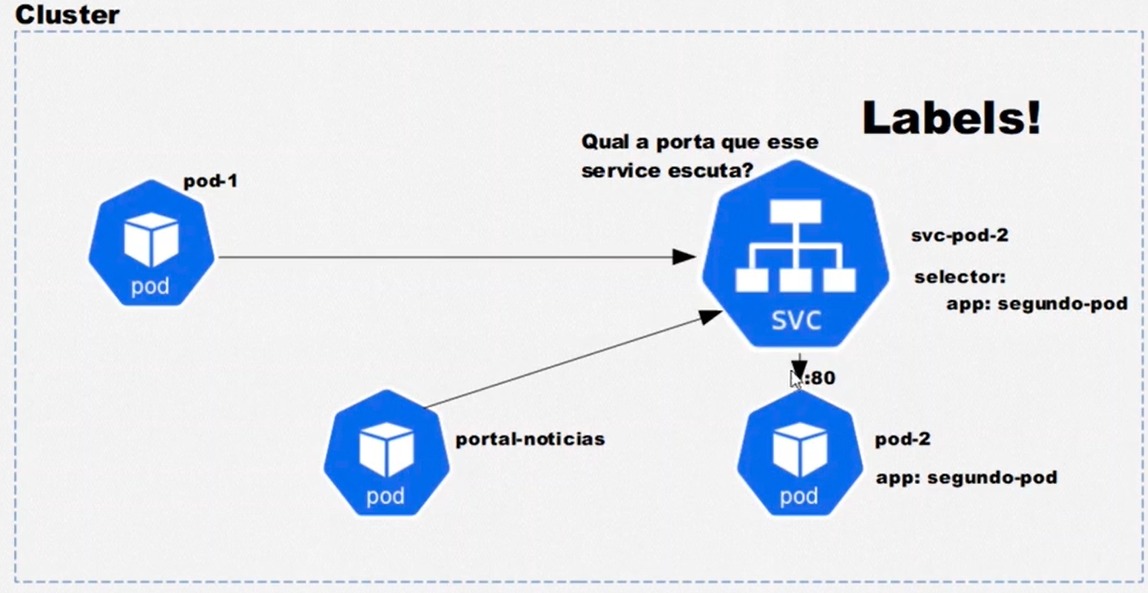 Cluster
Labels!
Qual a porta que esse
service escuta?
pod-1
pod
svc
svc-pod-2
selector:
app: segundo-pod
:80
pod
portal-noticias
pod
pod-2
app: segundo-pod